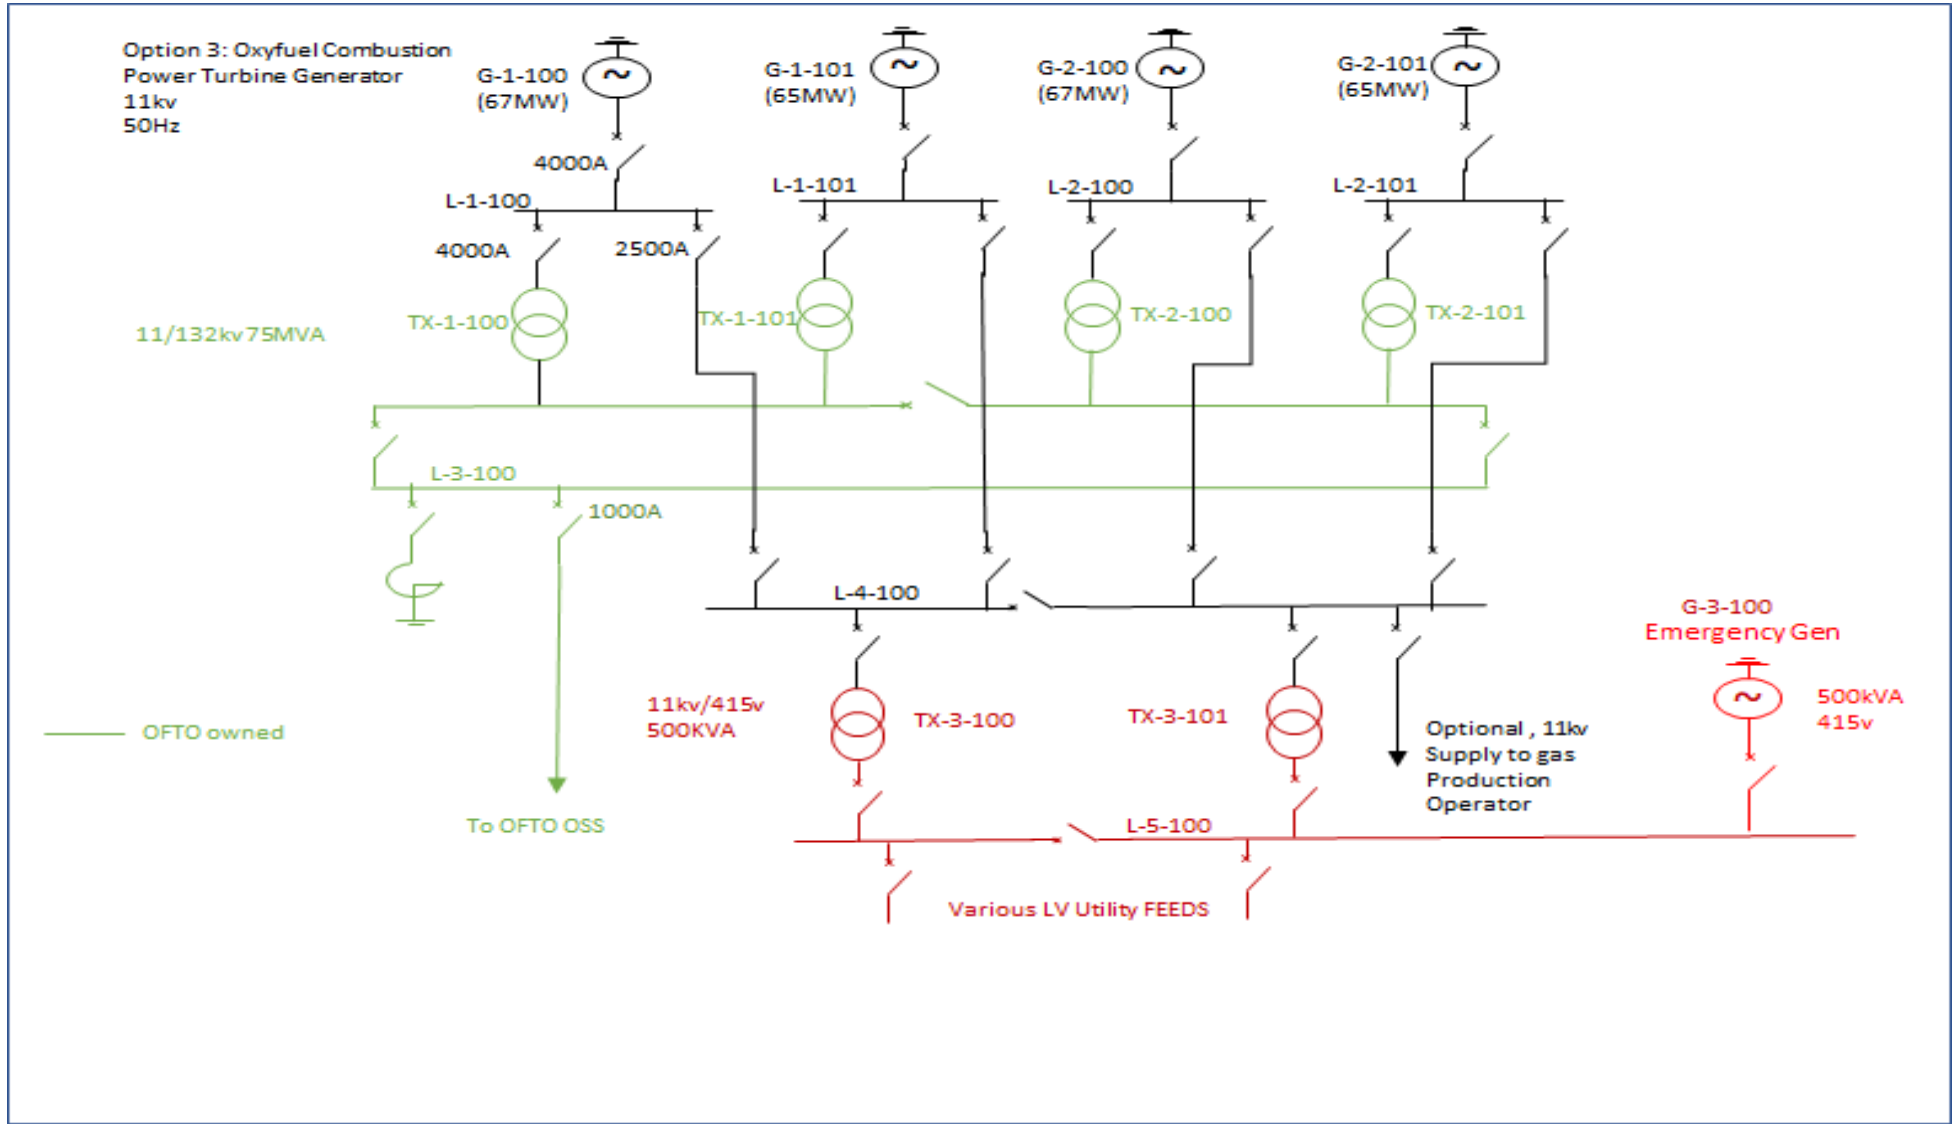 Option 3: Oxyfuel Combustion
Power Turbine Generator
11kv
50Hz
G-1-100
(67MW)
G-1-101
(65MW)
G-2-100
(67MW)
G-2-101
(65MW)
4000A
L-1-100
L-1-101
L-2-100
L-2-101
4000A
2500A
11/132kv 75MVA
TX-1-100
TX-1-101
TX-2-100
TX-2-101
L-3-100
1000A
L-4-100
G-3-100
Emergency Gen
500kVA
415v
11kv/415v
500KVA
TX-3-100
TX-3-101
Optional , 11kv
Supply to gas
Production
Operator
OFTO owned
To OFTO OSS
L-5-100
Various LV Utility FEEDS